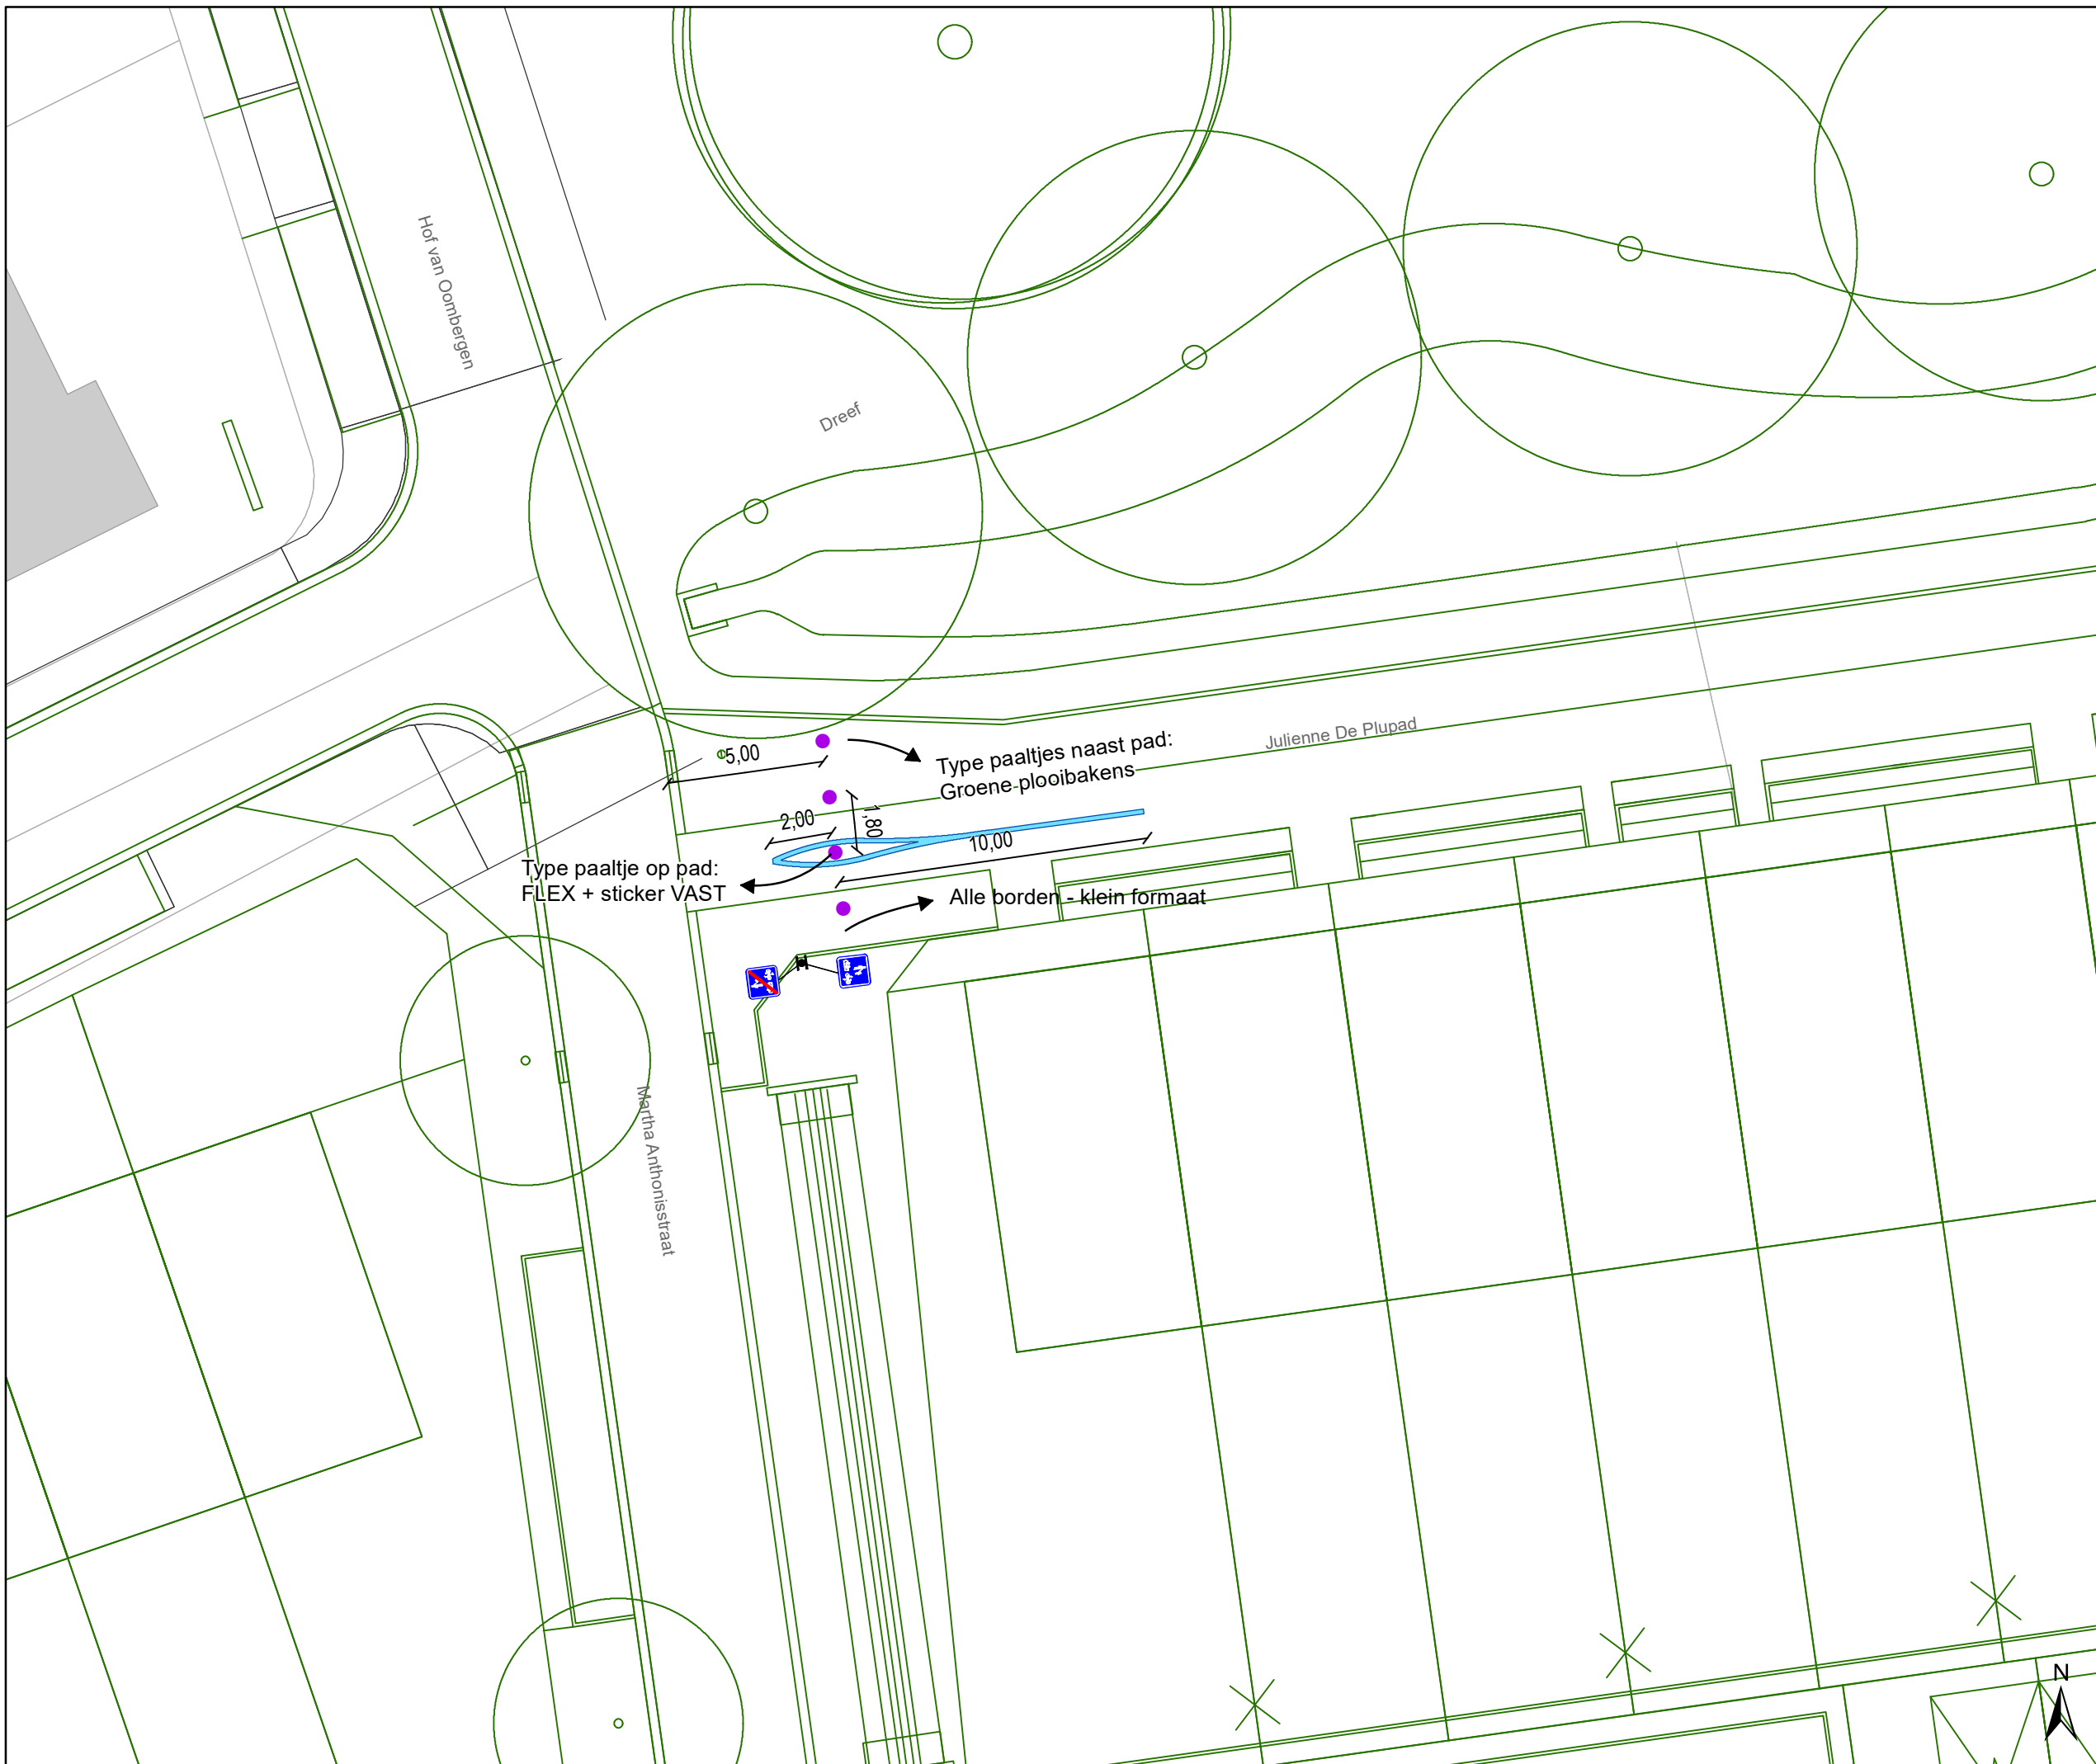 Hof van Oombergen
Dreef
Julienne De Plupad
5,00
Type paaltjes naast pad:
Groene plooibakens
1,80
2,00
10,00
Type paaltje op pad:
FLEX + sticker VAST
Alle borden - klein formaat
H
Martha Anthonisstraat
N